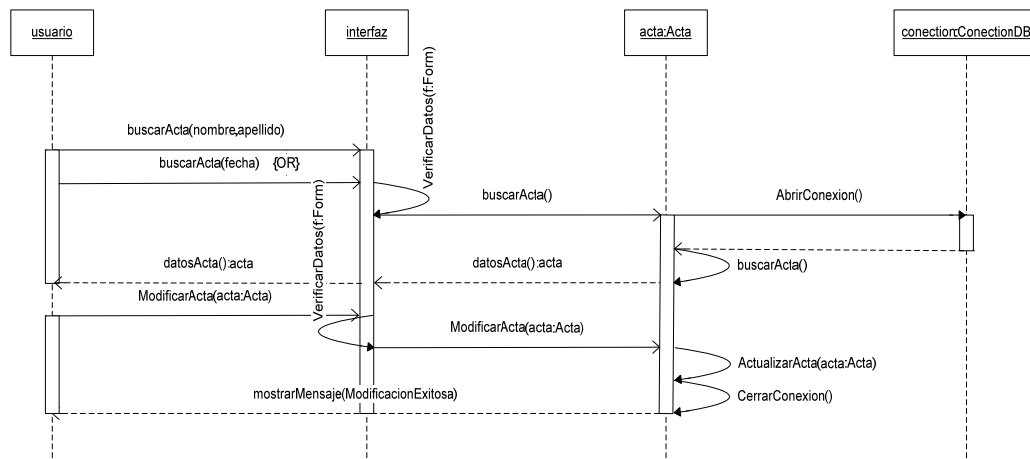 usuario
interfaz
acta:Acta
conection:ConectionDB
VerificarDatos(f:Form)
buscarActa(nombre,apellido)
buscarActa(fecha) {OR}
buscarActa()
AbrirConexion()
VerificarDatos(f:Form)
datosActa():acta
datosActa():acta
buscarActa()
ModificarActa(acta:Acta)
ModificarActa(acta:Acta)
ActualizarActa(acta:Acta)
mostrarMensaje(ModificacionExitosa)
CerrarConexion()